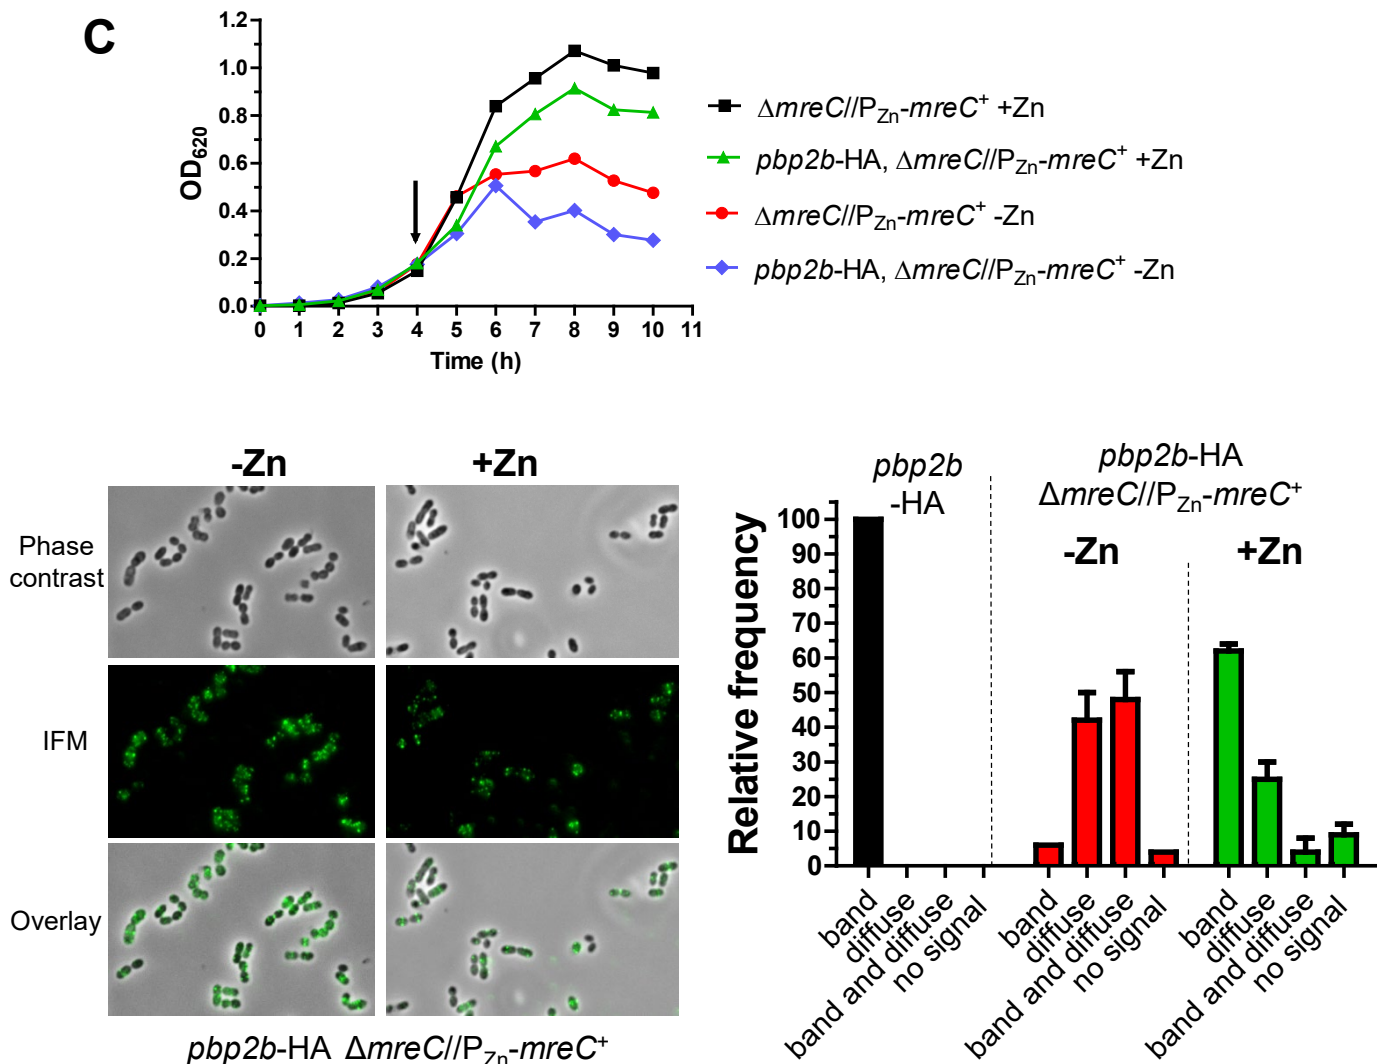 C
1.2
1.0
0.8
0.6
0.4
0.2
0.0
OD620
0 1 2 3 4 5 6 7 8 9 10 11
Time (h)
ΔmreC//PZn-mreC+ +Zn
pbp2b-HA, ΔmreC//PZn-mreC+ +Zn
ΔmreC//PZn-mreC+ -Zn
pbp2b-HA, ΔmreC//PZn-mreC+ -Zn
-Zn +Zn
Phase
contrast
IFM
Overlay
pbp2b-HA ΔmreC//PZn-mreC+
pbp2b
-HA
pbp2b-HA
ΔmreC//PZn-mreC+
-Zn +Zn
Relative frequency
100
90
80
70
60
50
40
30
20
10
0
band
diffuse
band and diffuse
no signal
band
diffuse
band and diffuse
no signal
band
diffuse
band and diffuse
no signal